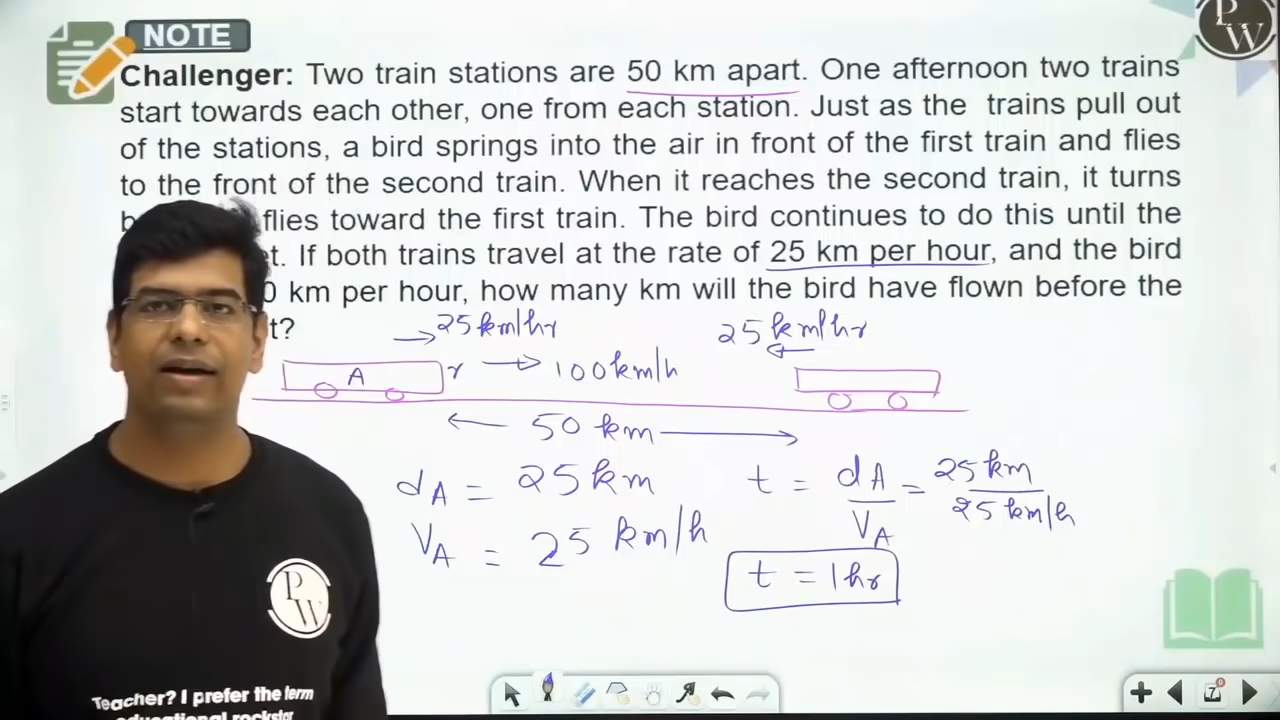 NOTE
PW
Challenger: Two train stations are 50 km apart. One afternoon two trains
start towards each other, one from each station. Just as the trains pull out
of the stations, a bird springs into the air in front of the first train and flies
to the front of the second train. When it reaches the second train, it turns
flies toward the first train. The bird continues to do this until the
If both trains travel at the rate of 25 km per hour, and the bird
0 km per hour, how many km will the bird have flown before the
t?
→ 25 km/hr
25 km/hr
←
A
→ 100 km/h
← 50 km →
dA = 25 km
t = dA/VA = 25 km/25 km/h
VA = 25 km/h
t = 1 hr
PW
Teacher? I prefer the term
educational rockstar
7